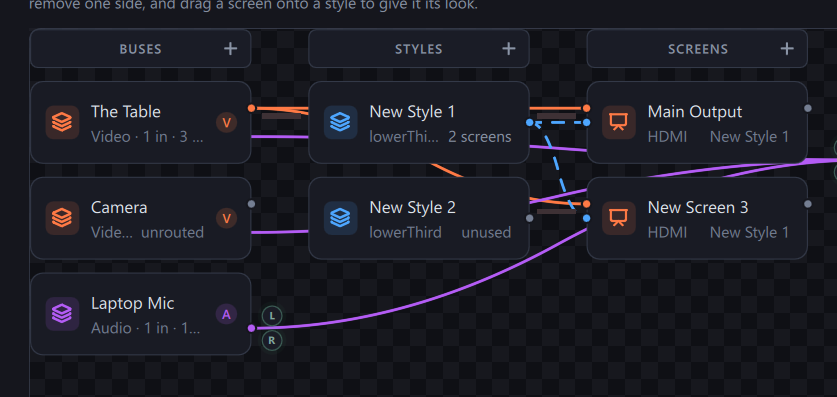 remove one side, and drag a screen onto a style to give it its look.
BUSES +
STYLES +
SCREENS +
The Table
Video · 1 in · 3 ...
V
New Style 1
lowerThi... 2 screens
Main Output
HDMI New Style 1
Camera
Vide... unrouted
V
New Style 2
lowerThird unused
New Screen 3
HDMI New Style 1
Laptop Mic
Audio · 1 in · 1...
A
L
R